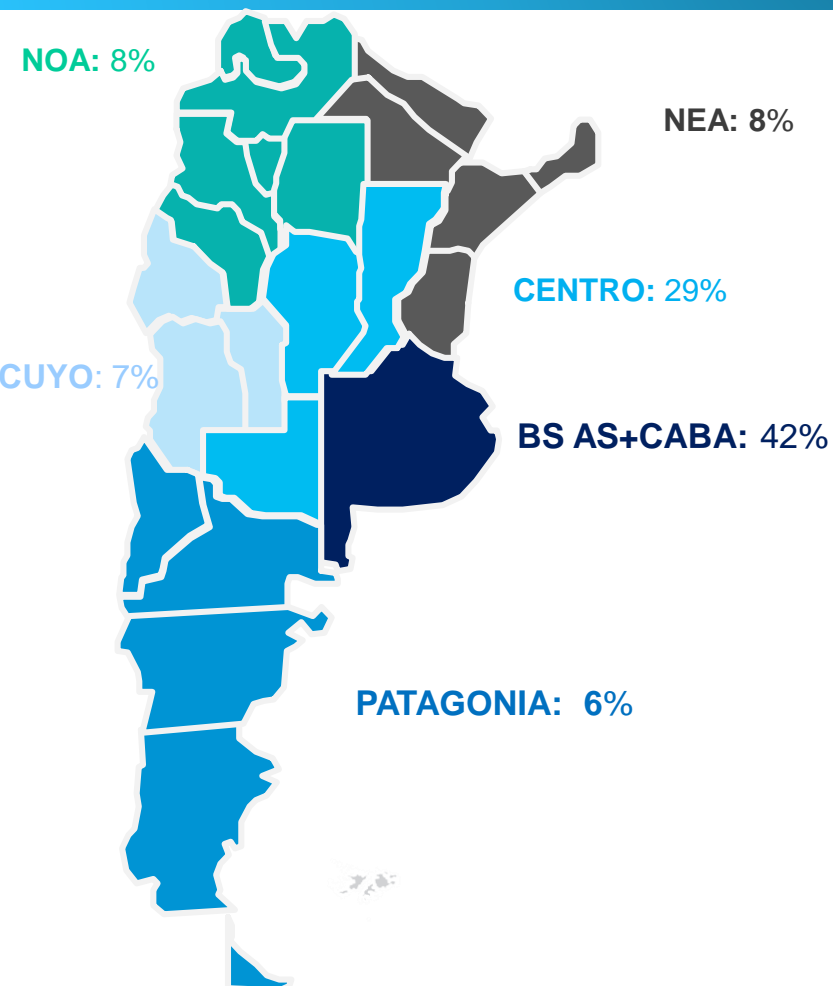 NOA: 8%
NEA: 8%
CENTRO: 29%
CUYO: 7%
BS AS+CABA: 42%
PATAGONIA: 6%